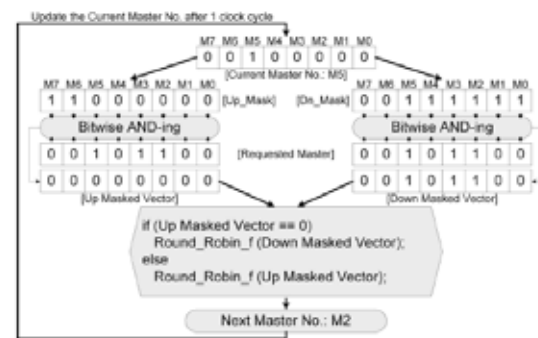 Update the Current Master No. after 1 clock cycle
M7 M6 M5 M4 M3 M2 M1 M0
0 0 1 0 0 0 0 0
[Current Master No.: M5]
M7 M6 M5 M4 M3 M2 M1 M0
1 1 0 0 0 0 0 0
[Up_Mask]
[Dn_Mask]
M7 M6 M5 M4 M3 M2 M1 M0
0 0 1 1 1 1 1 1
Bitwise AND-ing
Bitwise AND-ing
0 0 1 0 1 1 0 0
[Requested Master]
0 0 1 0 1 1 0 0
0 0 0 0 0 0 0 0
0 0 1 0 1 1 0 0
[Up Masked Vector]
[Down Masked Vector]
if (Up Masked Vector == 0)
Round_Robin_f (Down Masked Vector);
else
Round_Robin_f (Up Masked Vector);
Next Master No.: M2